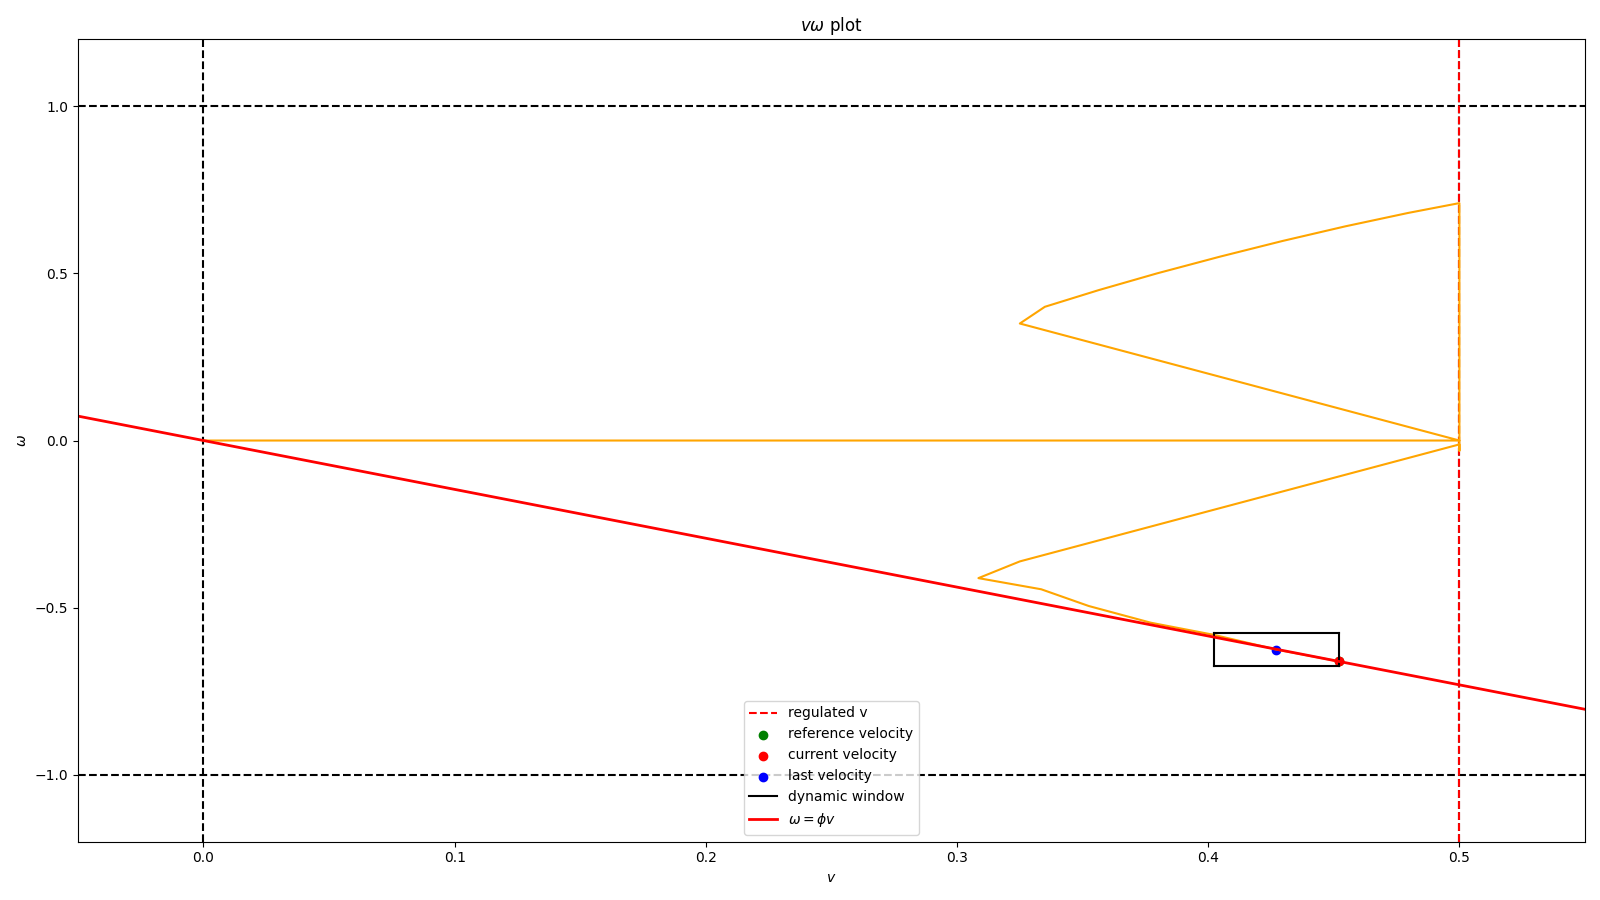 vω plot
1.0
0.5
0.0
−0.5
−1.0
ω
0.0 0.1 0.2 0.3 0.4 0.5
v
regulated v
reference velocity
current velocity
last velocity
dynamic window
ω = ϕv